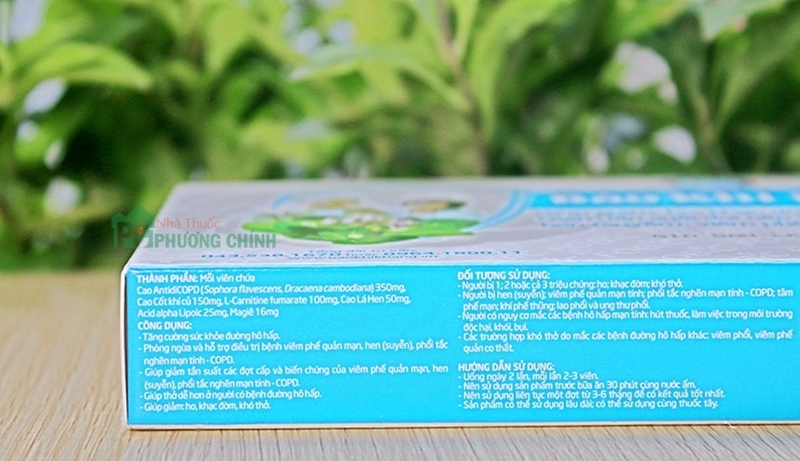 Nhà Thuốc
PHƯƠNG CHINH
THÀNH PHẦN: Mỗi viên chứa
Cao AntidiCOPD (Sophora flavescens, Dracaena cambodiana) 350mg,
Cao Cốt khí củ 150mg, L-Carnitine fumarate 100mg, Cao Lá Hen 50mg,
Acid alpha Lipoic 25mg, Magiê 16mg
CÔNG DỤNG:
- Tăng cường sức khỏe đường hô hấp.
- Phòng ngừa và hỗ trợ điều trị bệnh viêm phế quản mạn, hen (suyễn), phổi tắc
nghẽn mạn tính - COPD.
- Giúp giảm tần suất các đợt cấp và biến chứng của viêm phế quản mạn, hen
(suyễn), phổi tắc nghẽn mạn tính - COPD.
- Giúp thở dễ hơn ở người có bệnh đường hô hấp.
- Giúp giảm: ho, khạc đờm, khó thở.
ĐỐI TƯỢNG SỬ DỤNG:
- Người bị 1; 2 hoặc cả 3 triệu chứng: ho; khạc đờm; khó thở.
- Người bị hen (suyễn); viêm phế quản mạn tính; phổi tắc nghẽn mạn tính - COPD; tâm
phế mạn; khí phế thũng; lao phổi và ung thư phổi.
- Người có nguy cơ mắc các bệnh hô hấp mạn tính: hút thuốc, làm việc trong môi trường
độc hại, khói, bụi.
- Các trường hợp khó thở do mắc các bệnh đường hô hấp khác: viêm phổi, viêm phế
quản co thắt.
HƯỚNG DẪN SỬ DỤNG:
- Uống ngày 2 lần, mỗi lần 2-3 viên.
- Nên sử dụng sản phẩm trước bữa ăn 30 phút cùng nước ấm.
- Nên sử dụng liên tục một đợt từ 3-6 tháng để có kết quả tốt nhất.
- Sản phẩm có thể sử dụng lâu dài; có thể sử dùng cùng thuốc tây.